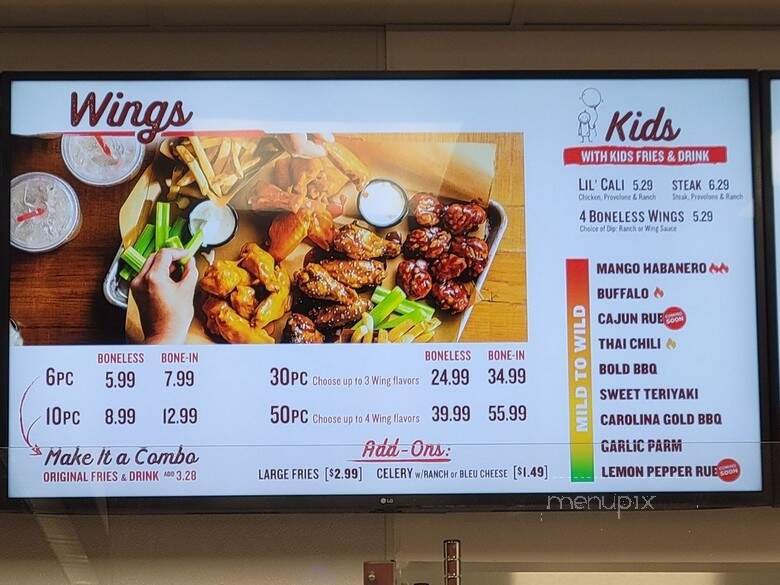 Wings
BONELESS BONE-IN
6PC 5.99 7.99
10PC 8.99 12.99
Make It a Combo
ORIGINAL FRIES & DRINK ADD 3.28
BONELESS BONE-IN
30PC Choose up to 3 Wing flavors 24.99 34.99
50PC Choose up to 4 Wing flavors 39.99 55.99
Add-Ons:
LARGE FRIES [$2.99] CELERY w/RANCH or BLEU CHEESE [$1.49]
Kids
WITH KIDS FRIES & DRINK
LIL' CALI 5.29 STEAK 6.29
Chicken, Provolone & Ranch Steak, Provolone & Ranch
4 BONELESS WINGS 5.29
Choice of Dip: Ranch or Wing Sauce
MILD TO WILD
MANGO HABANERO
BUFFALO
CAJUN RUB COMING SOON
THAI CHILI
BOLD BBQ
SWEET TERIYAKI
CAROLINA GOLD BBQ
GARLIC PARM
LEMON PEPPER RUB COMING SOON
LG
menupix